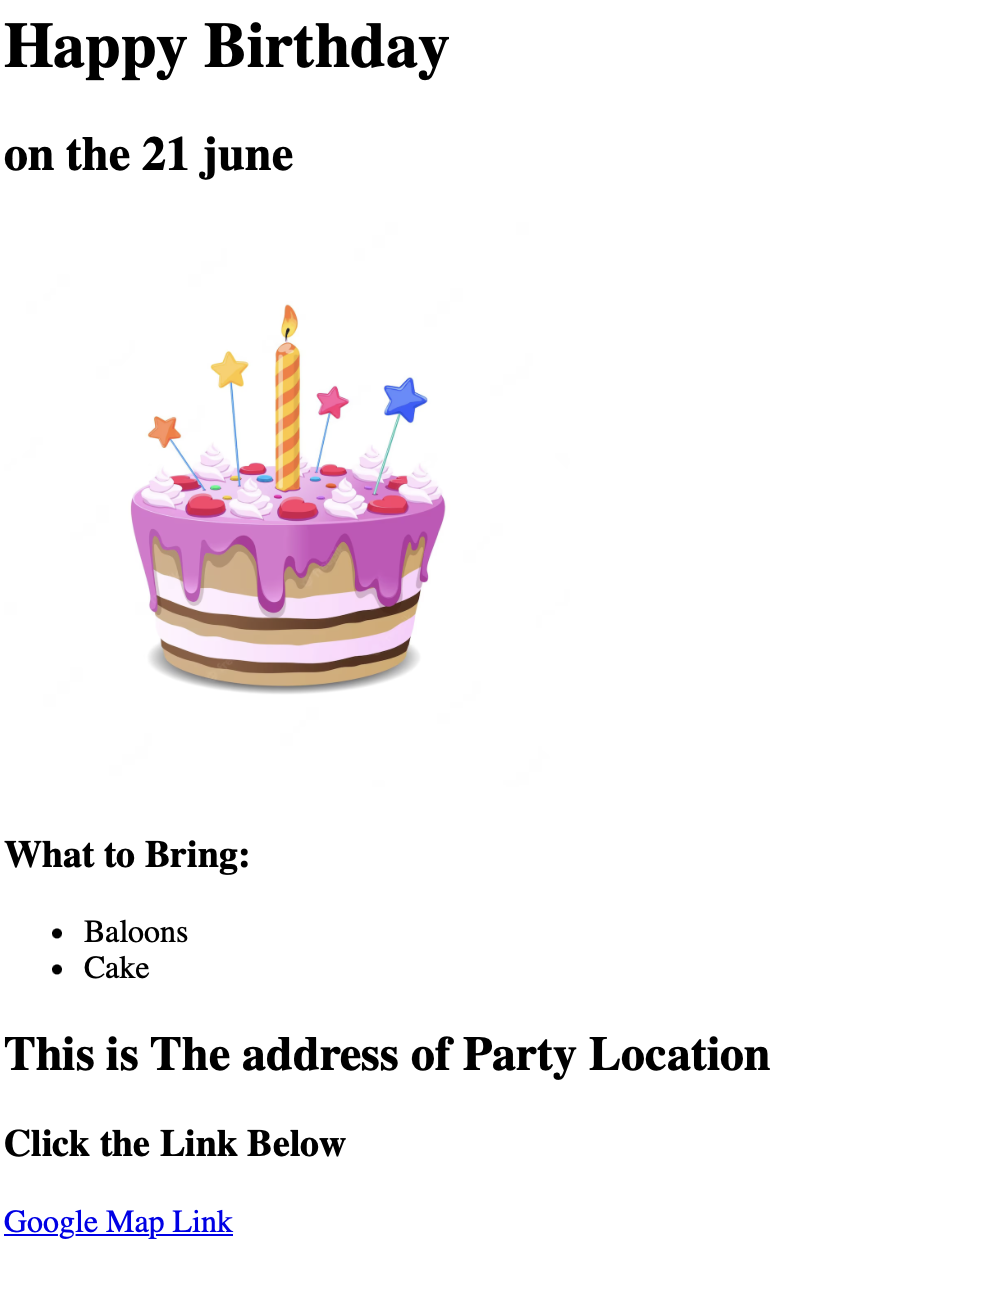 Happy Birthday
on the 21 june
What to Bring:
Baloons
Cake
This is The address of Party Location
Click the Link Below
Google Map Link